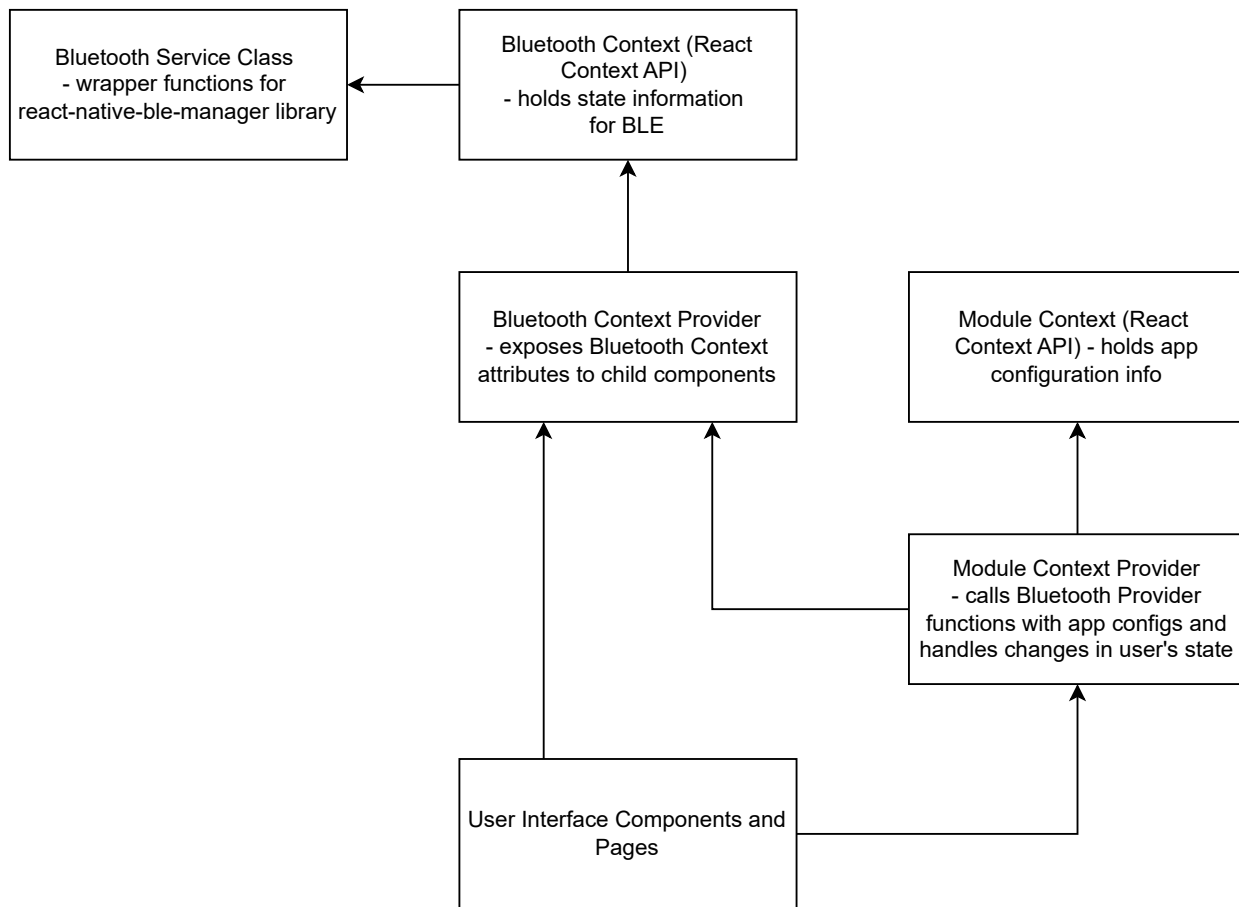 Bluetooth Service Class
- wrapper functions for
react-native-ble-manager library
Bluetooth Context (React
Context API)
- holds state information
for BLE
Bluetooth Context Provider
- exposes Bluetooth Context
attributes to child components
Module Context (React
Context API) - holds app
configuration info
Module Context Provider
- calls Bluetooth Provider
functions with app configs and
handles changes in user's state
User Interface Components and
Pages